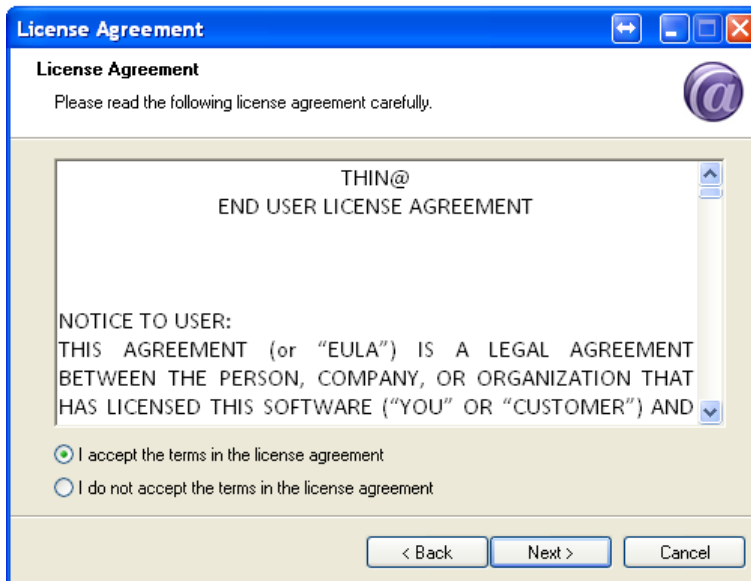 License Agreement
License Agreement
Please read the following license agreement carefully.
THIN@
END USER LICENSE AGREEMENT
NOTICE TO USER:
THIS AGREEMENT (or “EULA”) IS A LEGAL AGREEMENT
BETWEEN THE PERSON, COMPANY, OR ORGANIZATION THAT
HAS LICENSED THIS SOFTWARE (“YOU” OR “CUSTOMER”) AND
I accept the terms in the license agreement
I do not accept the terms in the license agreement
< Back Next > Cancel